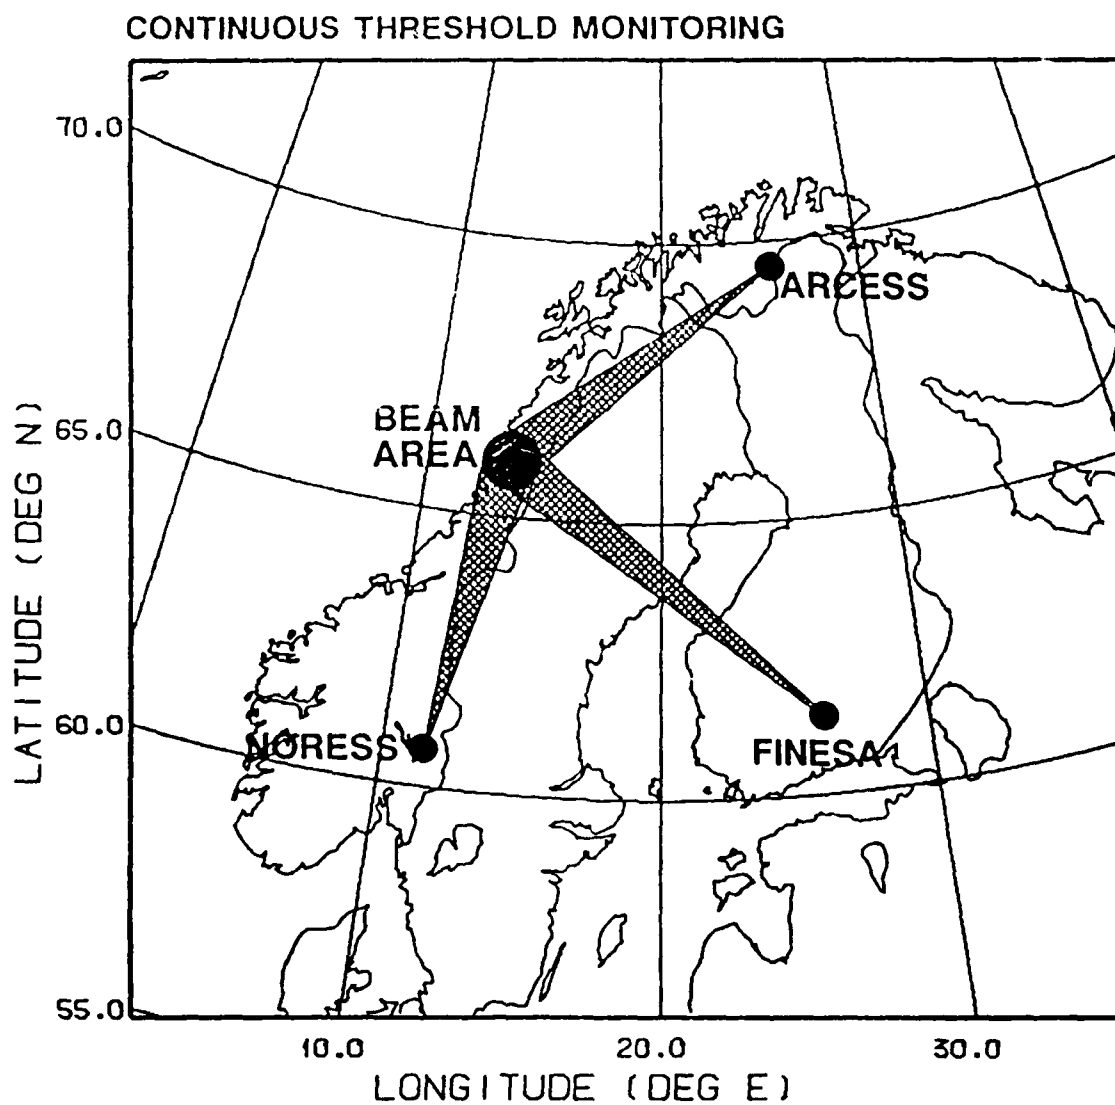 CONTINUOUS THRESHOLD MONITORING
70.0
ARCESS
BEAM
AREA
65.0
60.0
NORESS
FINESA
55.0
10.0 20.0 30.0
LONGITUDE (DEG E)
LATITUDE (DEG N)